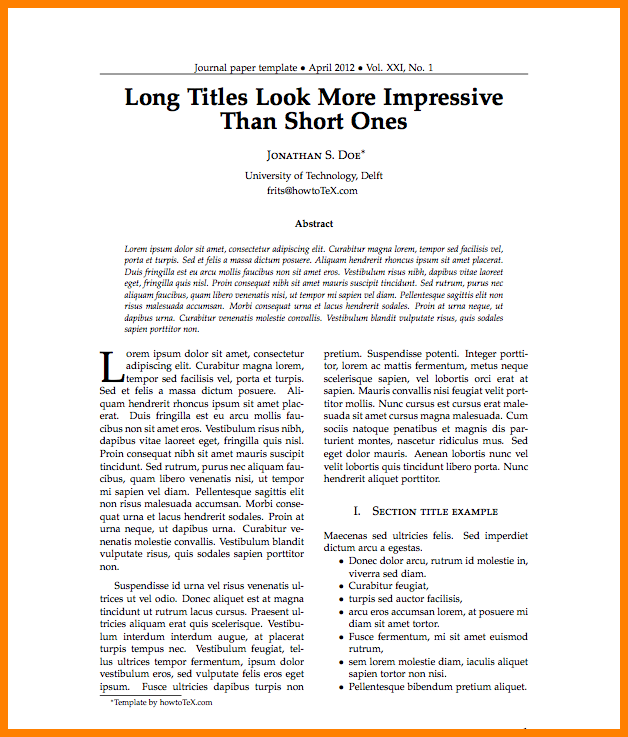 Journal paper template • April 2012 • Vol. XXI, No. 1
Long Titles Look More Impressive
Than Short Ones
Jonathan S. Doe*
University of Technology, Delft
frits@howtoTeX.com
Abstract
Lorem ipsum dolor sit amet, consectetur adipiscing elit. Curabitur magna lorem, tempor sed facilisis vel,
porta et turpis. Sed et felis a massa dictum posuere. Aliquam hendrerit rhoncus ipsum sit amet placerat.
Duis fringilla est eu arcu mollis faucibus non sit amet eros. Vestibulum risus nibh, dapibus vitae laoreet
eget, fringilla quis nisl. Proin consequat nibh sit amet mauris suscipit tincidunt. Sed rutrum, purus nec
aliquam faucibus, quam libero venenatis nisi, ut tempor mi sapien vel diam. Pellentesque sagittis elit non
risus malesuada accumsan. Morbi consequat urna et lacus hendrerit sodales. Proin at urna neque, ut
dapibus urna. Curabitur venenatis molestie convallis. Vestibulum blandit vulputate risus, quis sodales
sapien porttitor non.
Lorem ipsum dolor sit amet, consectetur
adipiscing elit. Curabitur magna
lorem, tempor sed facilisis vel, porta et turpis.
Sed et felis a massa dictum posuere. Ali-
quam hendrerit rhoncus ipsum sit amet plac-
erat. Duis fringilla est eu arcu mollis fau-
cibus non sit amet eros. Vestibulum risus nibh,
dapibus vitae laoreet eget, fringilla quis nisl.
Proin consequat nibh sit amet mauris suscipit
tincidunt. Sed rutrum, purus nec aliquam fau-
cibus, quam libero venenatis nisi, ut tempor
mi sapien vel diam. Pellentesque sagittis elit
non risus malesuada accumsan. Morbi conse-
quat urna et lacus hendrerit sodales. Proin at
urna neque, ut dapibus urna. Curabitur ve-
nenatis molestie convallis. Vestibulum blandit
vulputate risus, quis sodales sapien porttitor
non.
Suspendisse id urna vel risus venenatis ul-
trices ut vel odio. Donec aliquet est at magna
tincidunt ut rutrum lacus cursus. Praesent ul-
tricies aliquam erat quis scelerisque. Vestibu-
lum interdum interdum augue, at placerat
turpis tempus nec. Vestibulum feugiat, tel-
lus ultrices tempor fermentum, ipsum dolor
vestibulum eros, sed vulputate felis eros eget
ipsum. Fusce ultricies dapibus turpis non
*Template by howtoTeX.com
pretium. Suspendisse potenti. Integer portti-
tor, lorem ac mattis fermentum, metus neque
scelerisque sapien, vel lobortis orci erat at
sapien. Mauris convallis nisi feugiat velit port-
titor mollis. Nunc cursus est cursus erat male-
suada sit amet cursus magna malesuada. Cum
sociis natoque penatibus et magnis dis par-
turient montes, nascetur ridiculus mus. Sed
eget dolor mauris. Aenean lobortis nunc vel
velit lobortis quis tincidunt libero porta. Nunc
hendrerit aliquet porttitor.
I. Section title example
Maecenas sed ultricies felis. Sed imperdiet
dictum arcu a egestas.
• Donec dolor arcu, rutrum id molestie in,
viverra sed diam.
• Curabitur feugiat,
• turpis sed auctor facilisis,
• arcu eros accumsan lorem, at posuere mi
diam sit amet tortor.
• Fusce fermentum, mi sit amet euismod
rutrum,
• sem lorem molestie diam, iaculis aliquet
sapien tortor non nisi.
• Pellentesque bibendum pretium aliquet.